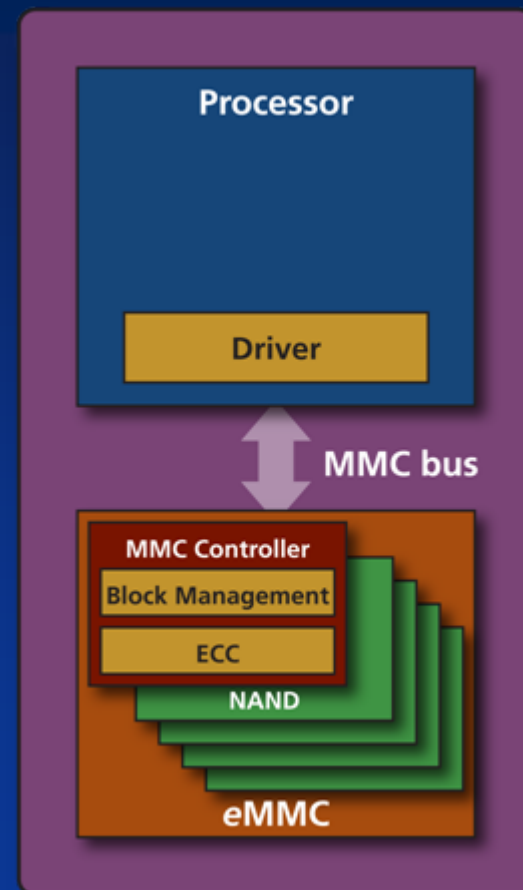 Processor
Driver
MMC bus
MMC Controller
Block Management
ECC
NAND
eMMC